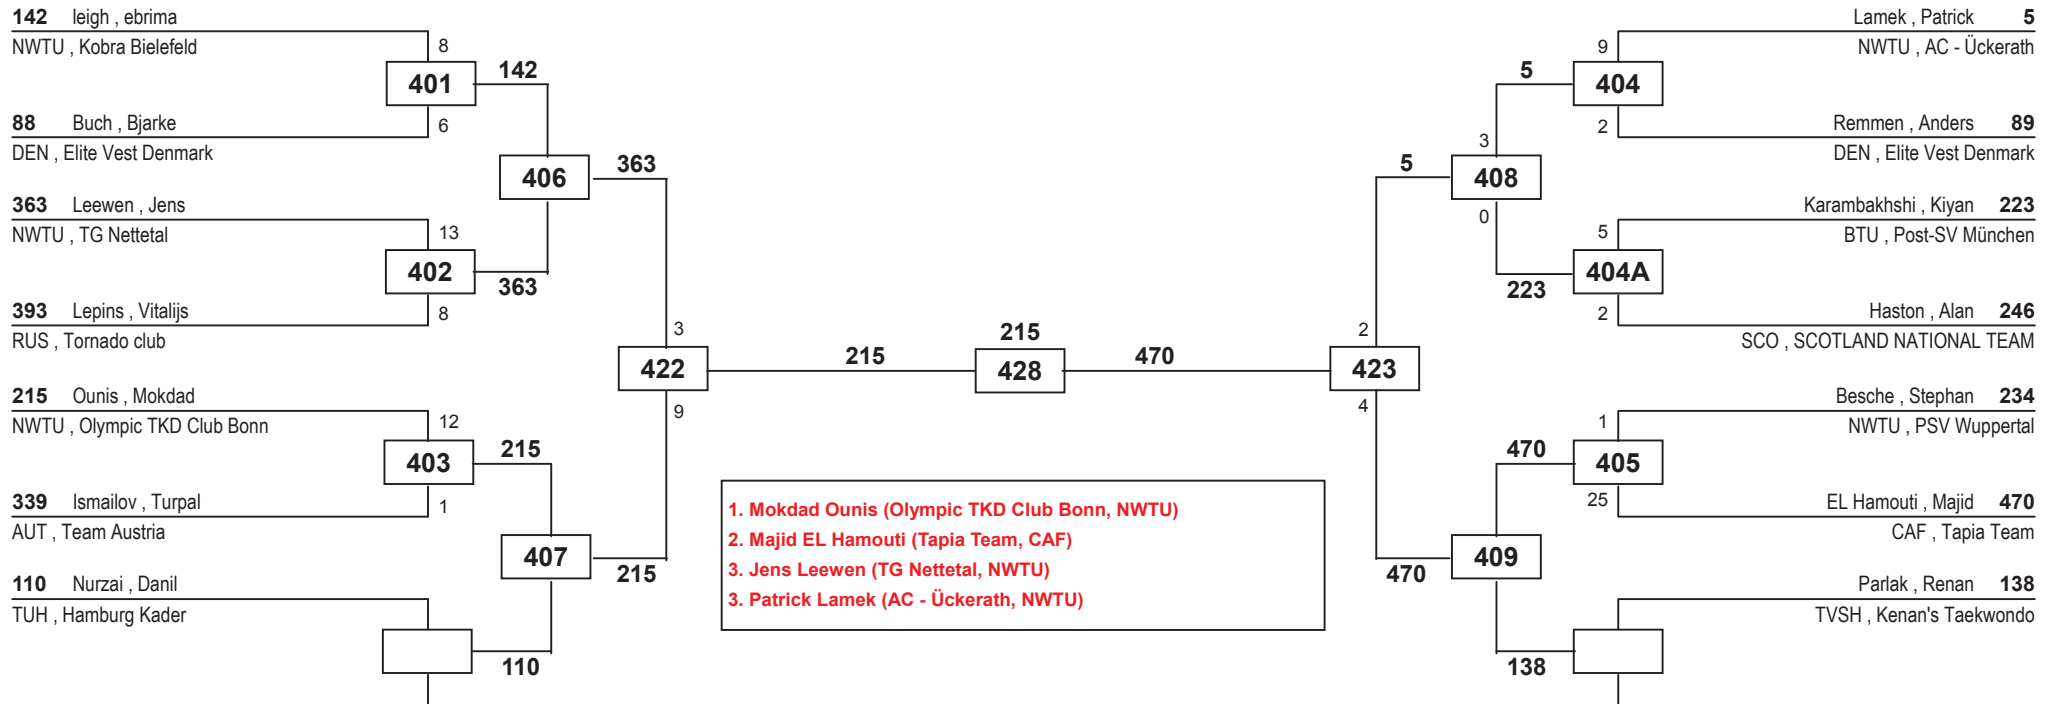 142 leigh , ebrima
NWTU , Kobra Bielefeld
8
401
142
6
88 Buch , Bjarke
DEN , Elite Vest Denmark
406
363
363 Leewen , Jens
NWTU , TG Nettetal
13
402
363
8
393 Lepins , Vitalijs
RUS , Tornado club
3
422
215
9
215 Ounis , Mokdad
NWTU , Olympic TKD Club Bonn
12
403
215
1
339 Ismailov , Turpal
AUT , Team Austria
407
215
110 Nurzai , Danil
TUH , Hamburg Kader
110
215
428
470
1. Mokdad Ounis (Olympic TKD Club Bonn, NWTU)
2. Majid EL Hamouti (Tapia Team, CAF)
3. Jens Leewen (TG Nettetal, NWTU)
3. Patrick Lamek (AC - Ückerath, NWTU)
Lamek , Patrick 5
NWTU , AC - Ückerath
9
5
404
2
Remmen , Anders 89
DEN , Elite Vest Denmark
3
5
408
0
Karambakhshi , Kiyan 223
BTU , Post-SV München
5
404A
223
2
Haston , Alan 246
SCO , SCOTLAND NATIONAL TEAM
2
423
4
Besche , Stephan 234
NWTU , PSV Wuppertal
1
470
405
25
EL Hamouti , Majid 470
CAF , Tapia Team
409
470
Parlak , Renan 138
TVSH , Kenan's Taekwondo
138